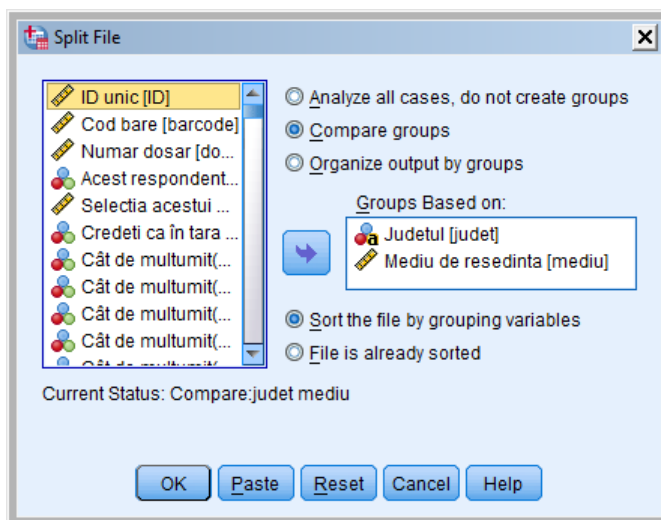 Split File
ID unic [ID]
Cod bare [barcode]
Numar dosar [do...
Acest respondent...
Selectia acestui ...
Credeti ca în tara ...
Cât de multumit(...
Cât de multumit(...
Cât de multumit(...
Cât de multumit(...
Cât de multumit(...
Analyze all cases, do not create groups
Compare groups
Organize output by groups
Groups Based on:
a Judetul [judet]
Mediu de resedinta [mediu]
Sort the file by grouping variables
File is already sorted
Current Status: Compare:judet mediu
OK Paste Reset Cancel Help